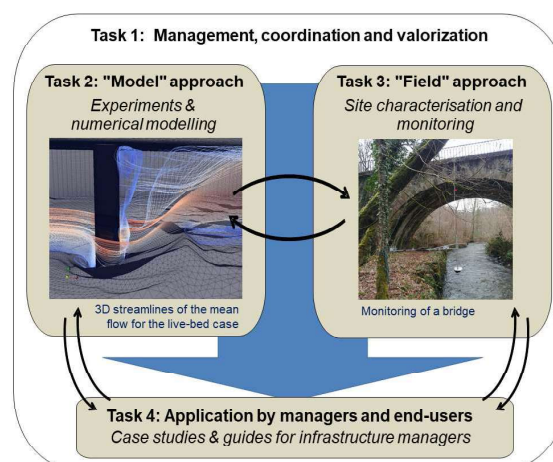 Task 1: Management, coordination and valorization
Task 2: "Model" approach
Experiments &
numerical modelling
3D streamlines of the mean
flow for the live-bed case
Task 3: "Field" approach
Site characterisation and
monitoring
Monitoring of a bridge
Task 4: Application by managers and end-users
Case studies & guides for infrastructure managers